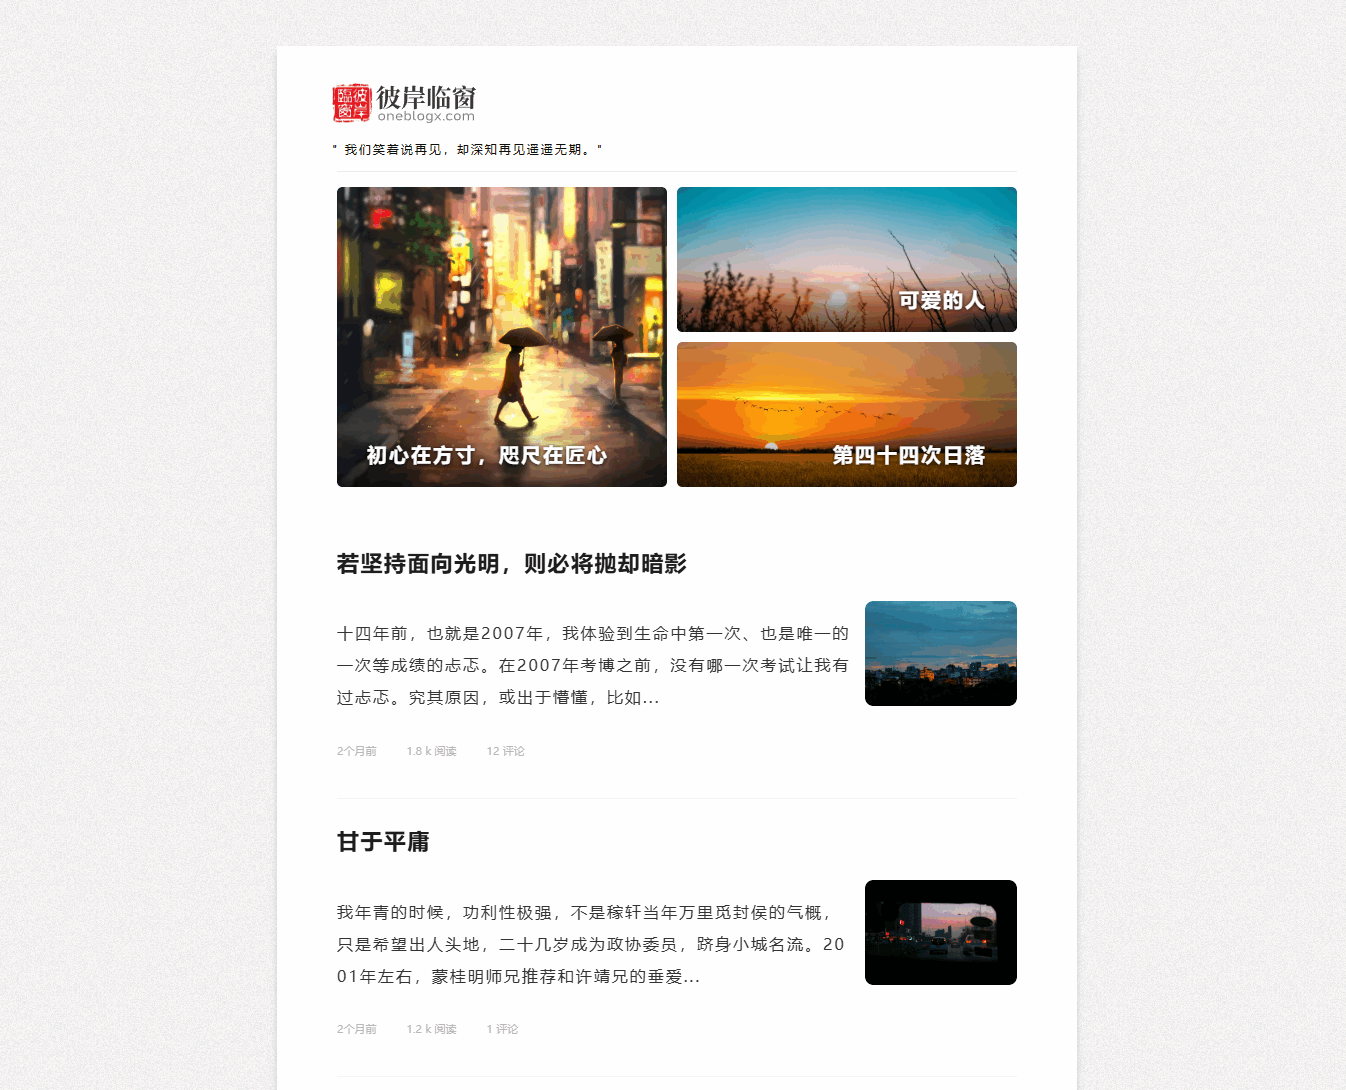 彼岸临窗
彼岸临窗
oneblogx.com
" 我们笑着说再见，却深知再见遥遥无期。"
初心在方寸，咫尺在匠心
可爱的人
第四十四次日落
若坚持面向光明，则必将抛却暗影
十四年前，也就是2007年，我体验到生命中第一次、也是唯一的
一次等成绩的忐忑。在2007年考博之前，没有哪一次考试让我有
过忐忑。究其原因，或出于懵懂，比如...
2个月前 1.8 k 阅读 12 评论
甘于平庸
我年青的时候，功利性极强，不是稼轩当年万里觅封侯的气概，
只是希望出人头地，二十几岁成为政协委员，跻身小城名流。20
01年左右，蒙桂明师兄推荐和许靖兄的垂爱...
2个月前 1.2 k 阅读 1 评论